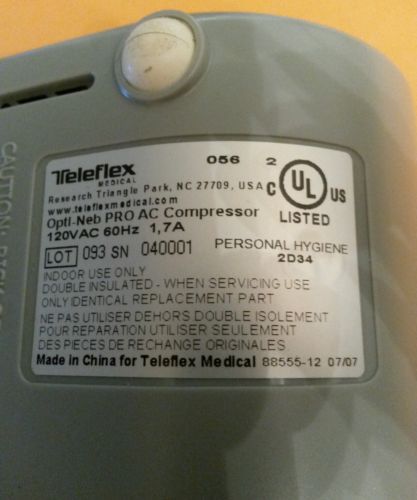 056 2
Teleflex
MEDICAL
Research Triangle Park, NC 27709, USA
www.teleflexmedical.com
Opti-Neb PRO AC Compressor
120VAC 60Hz 1,7A
C UL US
LISTED
LOT 093 SN 040001
PERSONAL HYGIENE
2D34
INDOOR USE ONLY
DOUBLE INSULATED - WHEN SERVICING USE
ONLY IDENTICAL REPLACEMENT PART
NE PAS UTILISER DEHORS DOUBLE ISOLEMENT
POUR REPARATION UTILISER SEULEMENT
DES PIECES DE RECHANGE ORIGINALES.
Made in China for Teleflex Medical 88555-12 07/07
CAUTION: